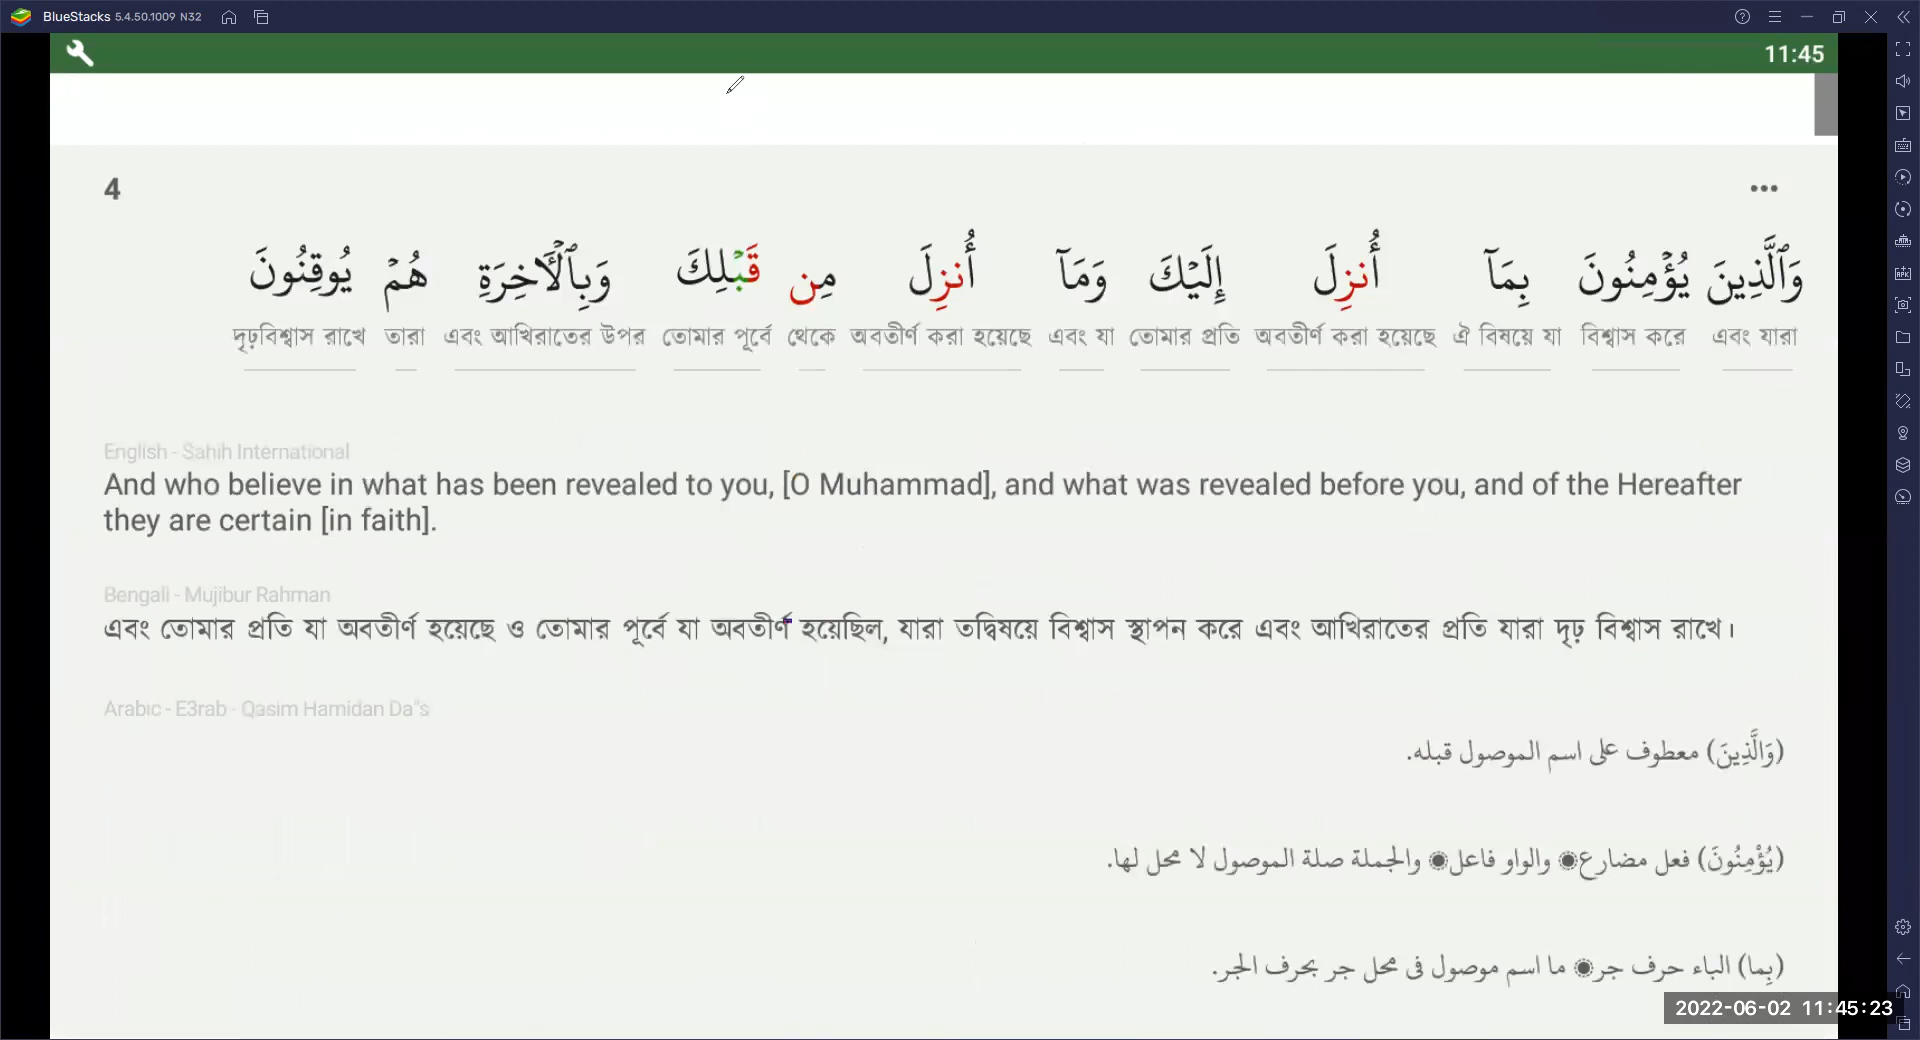 BlueStacks 5.4.50.1009 N32
11:45
4
وَٱلَّذِينَ يُؤْمِنُونَ بِمَآ أُنزِلَ إِلَيْكَ وَمَآ أُنزِلَ مِن قَبْلِكَ وَبِٱلْـَٔاخِرَةِ هُمْ يُوقِنُونَ
এবং যারা বিশ্বাস করে ঐ বিষয়ে যা অবতীর্ণ করা হয়েছে তোমার প্রতি এবং যা অবতীর্ণ করা হয়েছে থেকে তোমার পূর্বে এবং আখিরাতের উপর তারা দৃঢ়বিশ্বাস রাখে
English - Sahih International
And who believe in what has been revealed to you, [O Muhammad], and what was revealed before you, and of the Hereafter
they are certain [in faith].
Bengali - Mujibur Rahman
এবং তোমার প্রতি যা অবতীর্ণ হয়েছে ও তোমার পূর্বে যা অবতীর্ণ হয়েছিল, যারা তদ্বিষয়ে বিশ্বাস স্থাপন করে এবং আখিরাতের প্রতি যারা দৃঢ় বিশ্বাস রাখে।
Arabic - E3rab - Qasim Hamidan Da"s
(وَالَّذِينَ) معطوف على اسم الموصول قبله.
(يُؤْمِنُونَ) فعل مضارع◉ والواو فاعل◉ والجملة صلة الموصول لا محل لها.
(بِما) الباء حرف جر◉ ما اسم موصول في محل جر بحرف الجر.
2022-06-02 11:45:23